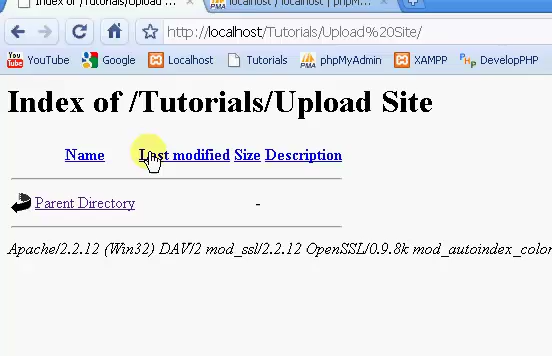 Index of /Tutorials/Upload
localhost / localhost | phpM
http://localhost/Tutorials/Upload%20Site/
YouTube Google Localhost Tutorials phpMyAdmin XAMPP DevelopPHP
Index of /Tutorials/Upload Site
Name Last modified Size Description
Parent Directory -
Apache/2.2.12 (Win32) DAV/2 mod_ssl/2.2.12 OpenSSL/0.9.8k mod_autoindex_color